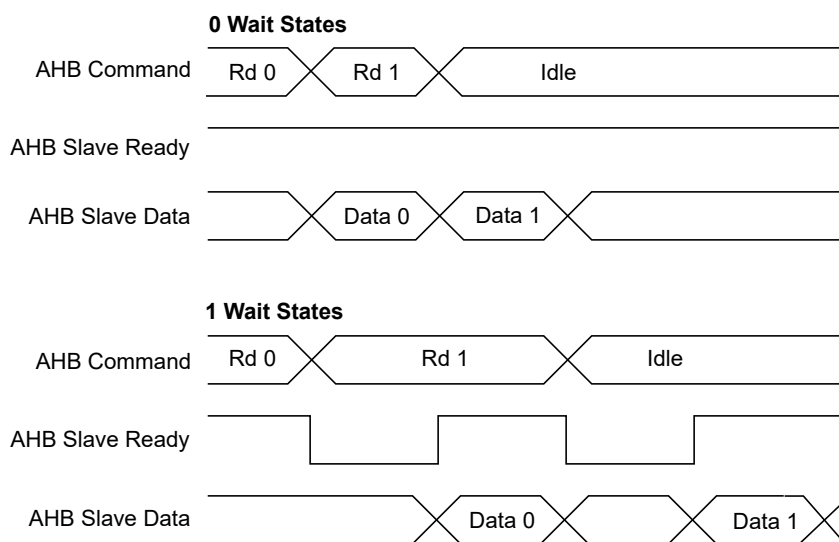 0 Wait States
AHB Command Rd 0 Rd 1 Idle
AHB Slave Ready
AHB Slave Data Data 0 Data 1
1 Wait States
AHB Command Rd 0 Rd 1 Idle
AHB Slave Ready
AHB Slave Data Data 0 Data 1